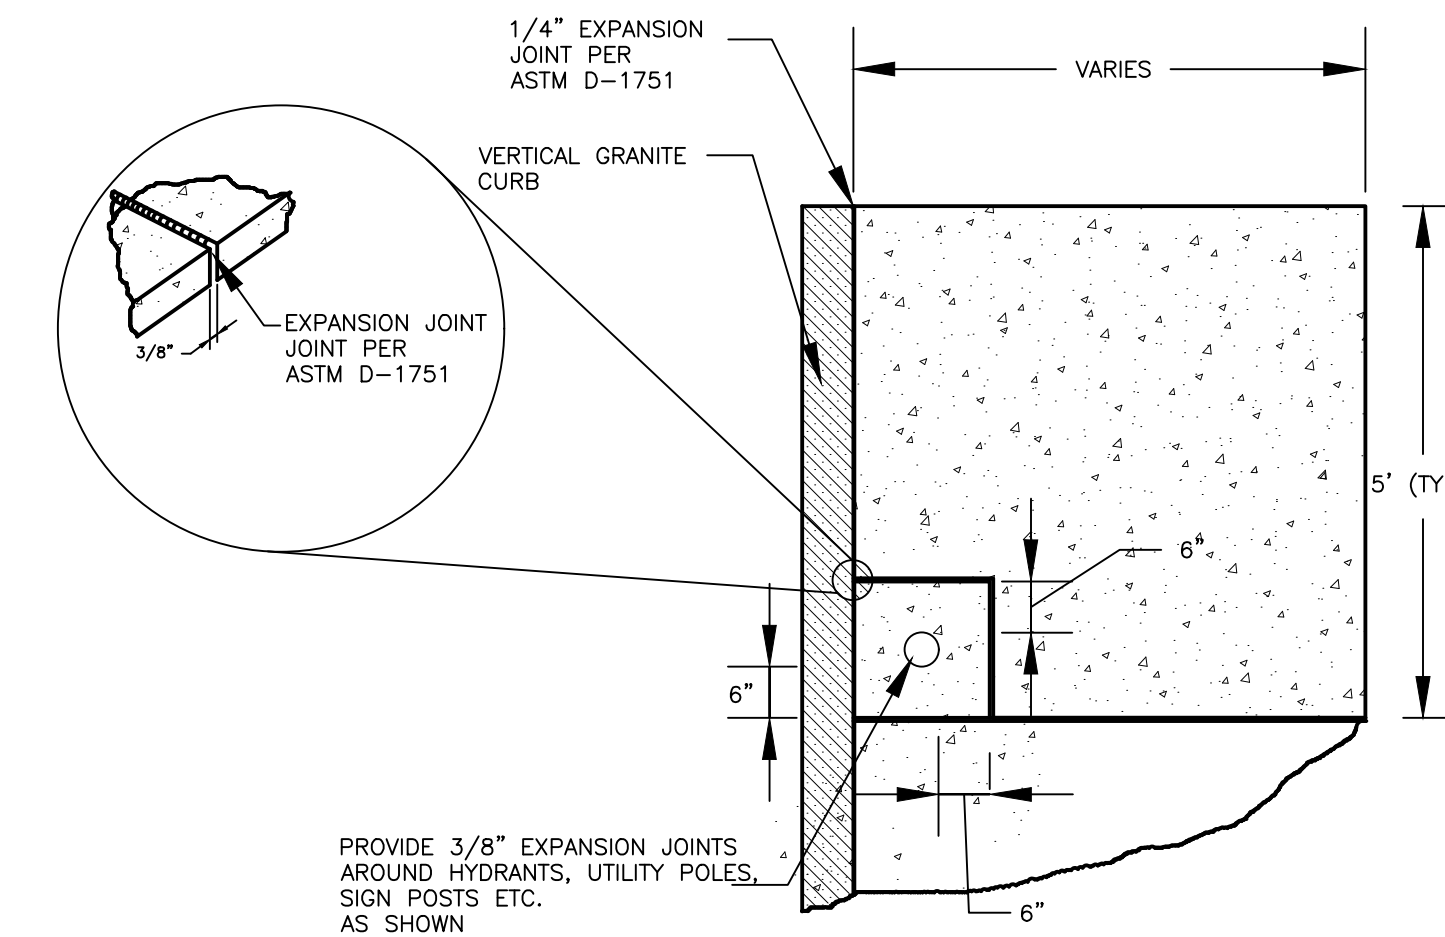 1/4" EXPANSION
JOINT PER
ASTM D-1751
VARIES
VERTICAL GRANITE
CURB
EXPANSION JOINT
JOINT PER
ASTM D-1751
3/8"
5' (TY
6"
6"
PROVIDE 3/8" EXPANSION JOINTS
AROUND HYDRANTS, UTILITY POLES,
SIGN POSTS ETC.
AS SHOWN
6"